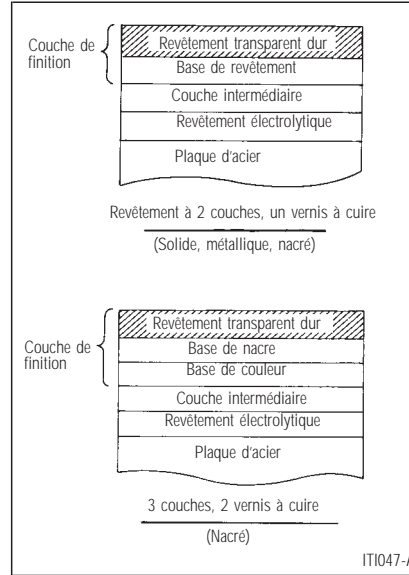 Couche de
finition
Revêtement transparent dur
Base de revêtement
Couche intermédiaire
Revêtement électrolytique
Plaque d'acier
Revêtement à 2 couches, un vernis à cuire
(Solide, métallique, nacré)
Couche de
finition
Revêtement transparent dur
Base de nacre
Base de couleur
Couche intermédiaire
Revêtement électrolytique
Plaque d'acier
3 couches, 2 vernis à cuire
(Nacré)
ITI047-A